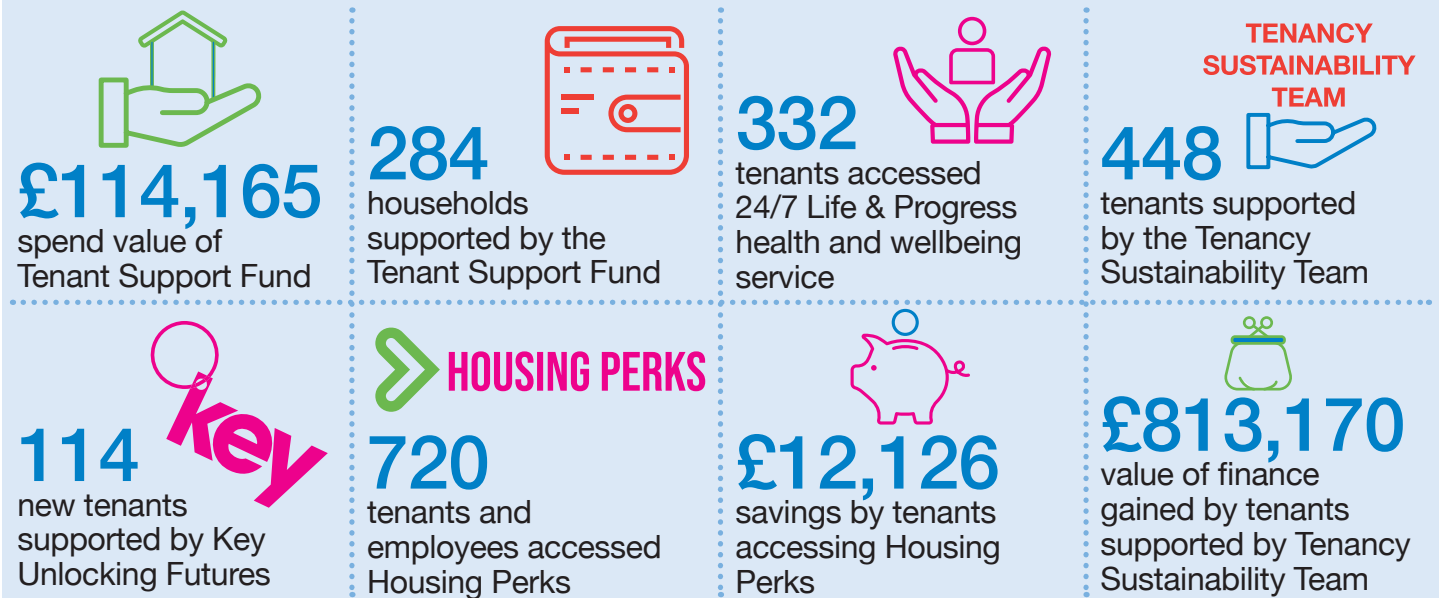 £114,165
spend value of
Tenant Support Fund
284
households
supported by the
Tenant Support Fund
332
tenants accessed
24/7 Life & Progress
health and wellbeing
service
TENANCY
SUSTAINABILITY
TEAM
448
tenants supported
by the Tenancy
Sustainability Team
key
114
new tenants
supported by Key
Unlocking Futures
HOUSING PERKS
720
tenants and
employees accessed
Housing Perks
£12,126
savings by tenants
accessing Housing
Perks
£813,170
value of finance
gained by tenants
supported by Tenancy
Sustainability Team